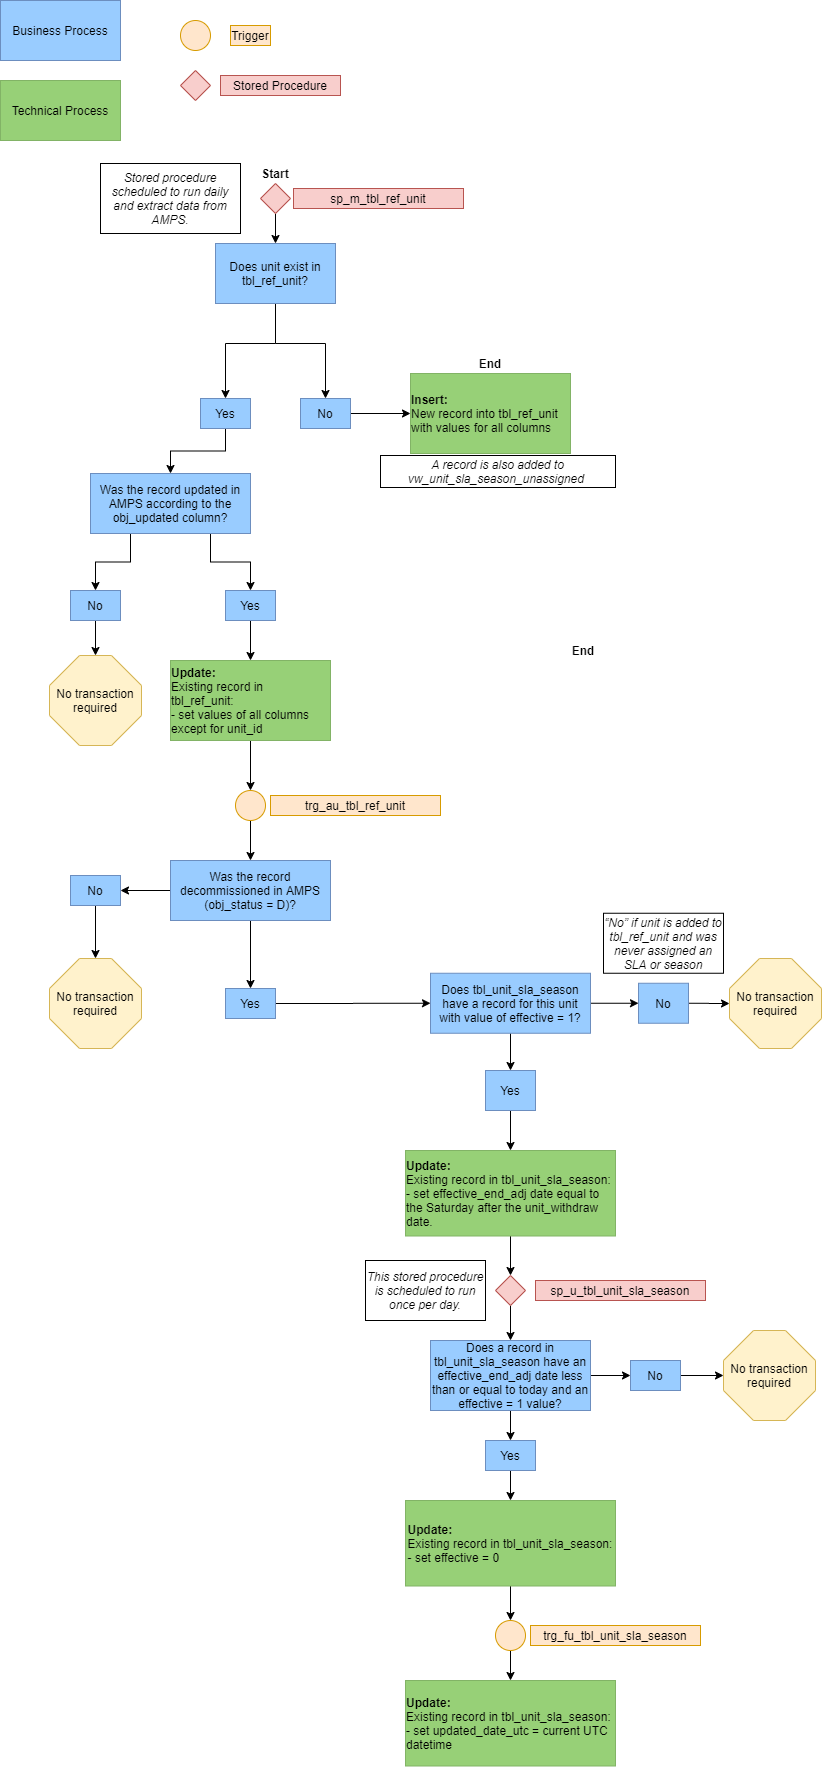 Business Process
Trigger
Stored Procedure
Technical Process
Stored procedure
scheduled to run daily
and extract data from
AMPS.
Start
sp_m_tbl_ref_unit
Does unit exist in
tbl_ref_unit?
Yes
No
End
Insert:
New record into tbl_ref_unit
with values for all columns
A record is also added to
vw_unit_sla_season_unassigned
Was the record updated in
AMPS according to the
obj_updated column?
No
Yes
End
No transaction
required
Update:
Existing record in
tbl_ref_unit:
- set values of all columns
except for unit_id
trg_au_tbl_ref_unit
Was the record
decommissioned in AMPS
(obj_status = D)?
No
No transaction
required
Yes
Does tbl_unit_sla_season
have a record for this unit
with value of effective = 1?
"No" if unit is added to
tbl_ref_unit and was
never assigned an
SLA or season
No
No transaction
required
Yes
Update:
Existing record in tbl_unit_sla_season:
- set effective_end_adj date equal to
the Saturday after the unit_withdraw
date.
This stored procedure
is scheduled to run
once per day.
sp_u_tbl_unit_sla_season
Does a record in
tbl_unit_sla_season have an
effective_end_adj date less
than or equal to today and an
effective = 1 value?
No
No transaction
required
Yes
Update:
Existing record in tbl_unit_sla_season:
- set effective = 0
trg_fu_tbl_unit_sla_season
Update:
Existing record in tbl_unit_sla_season:
- set updated_date_utc = current UTC
datetime